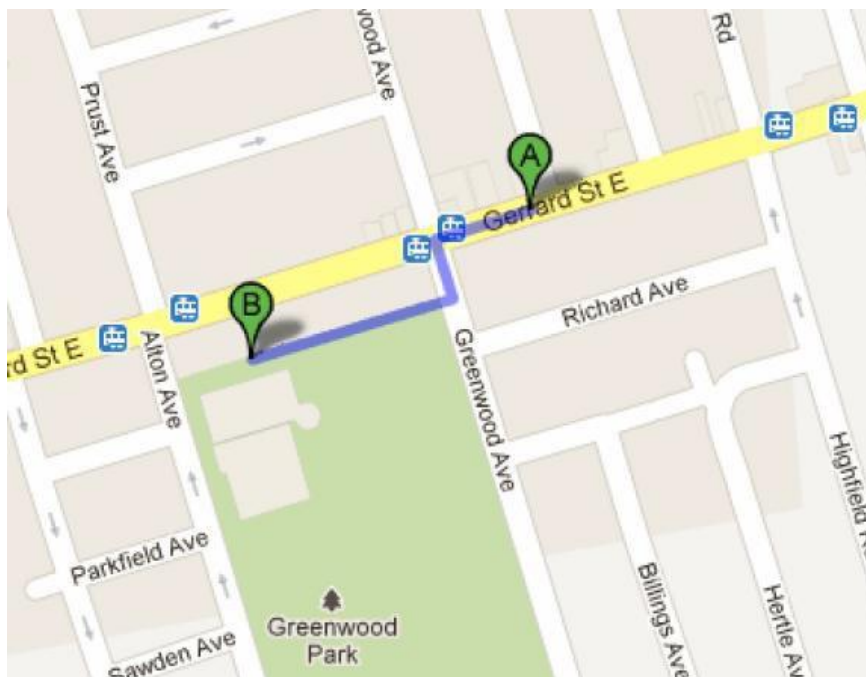 Prust Ave
wood Ave
Rd
A
Gerrard St E
B
rd St E
Alton Ave
Richard Ave
Greenwood Ave
Highfield R
Parkfield Ave
Billings Ave
Hertle Av
Greenwood
Park
Sawden Ave